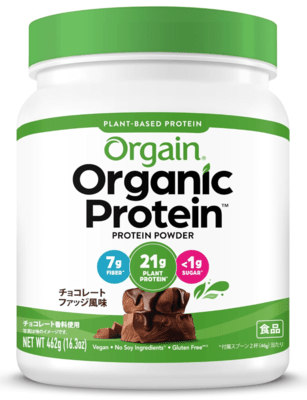 PLANT-BASED PROTEIN
Orgain®
Organic
Protein™
PROTEIN POWDER
7g
FIBER*
21g
PLANT
PROTEIN*
<1g
SUGAR*
チョコレート
ファッジ風味
チョコレート香料使用
NET 462g (16.3oz)
Vegan • No Soy Ingredients** • Gluten Free***
食品